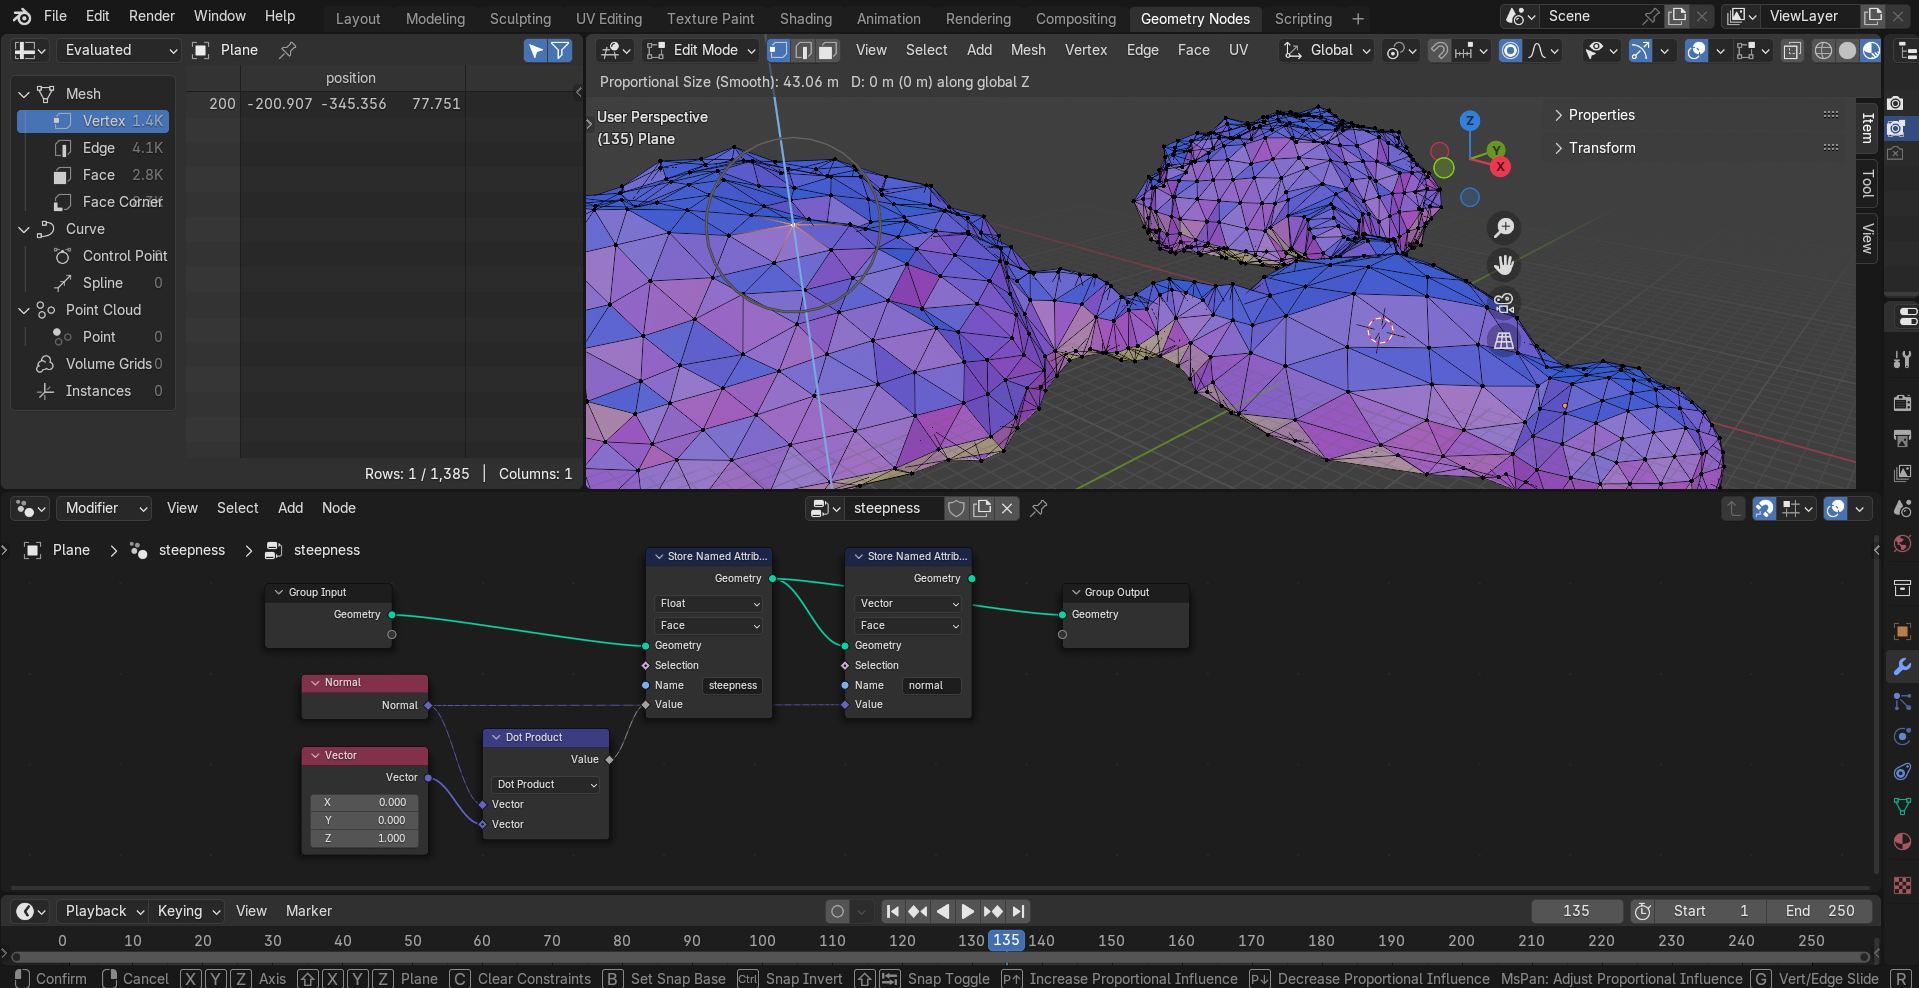 File Edit Render Window Help Layout Modeling Sculpting UV Editing Texture Paint Shading Animation Rendering Compositing Geometry Nodes Scripting + Scene ViewLayer
Evaluated Plane
Edit Mode View Select Add Mesh Vertex Edge Face UV Global
position
200 -200.907 -345.356 77.751
Mesh
Vertex 1.4K
Edge 4.1K
Face 2.8K
Face Corner
Curve
Control Point
Spline 0
Point Cloud
Point 0
Volume Grids 0
Instances 0
Rows: 1 / 1,385 | Columns: 1
Proportional Size (Smooth): 43.06 m D: 0 m (0 m) along global Z
User Perspective
(135) Plane
Z
Y
X
Properties
Transform
Item
Tool
View
Modifier View Select Add Node steepness
Plane > steepness > steepness
Group Input
Geometry
Normal
Normal
Vector
Vector
X 0.000
Y 0.000
Z 1.000
Dot Product
Value
Dot Product
Vector
Vector
Store Named Attrib...
Geometry
Float
Face
Geometry
Selection
Name steepness
Value
Store Named Attrib...
Geometry
Vector
Face
Geometry
Selection
Name normal
Value
Group Output
Geometry
Playback Keying View Marker 135 Start 1 End 250
0 10 20 30 40 50 60 70 80 90 100 110 120 130 135 140 150 160 170 180 190 200 210 220 230 240 250
Confirm Cancel X Y Z Axis X Y Z Plane C Clear Constraints B Set Snap Base Ctrl Snap Invert Snap Toggle P↑ Increase Proportional Influence P↓ Decrease Proportional Influence MsPan: Adjust Proportional Influence G Vert/Edge Slide R